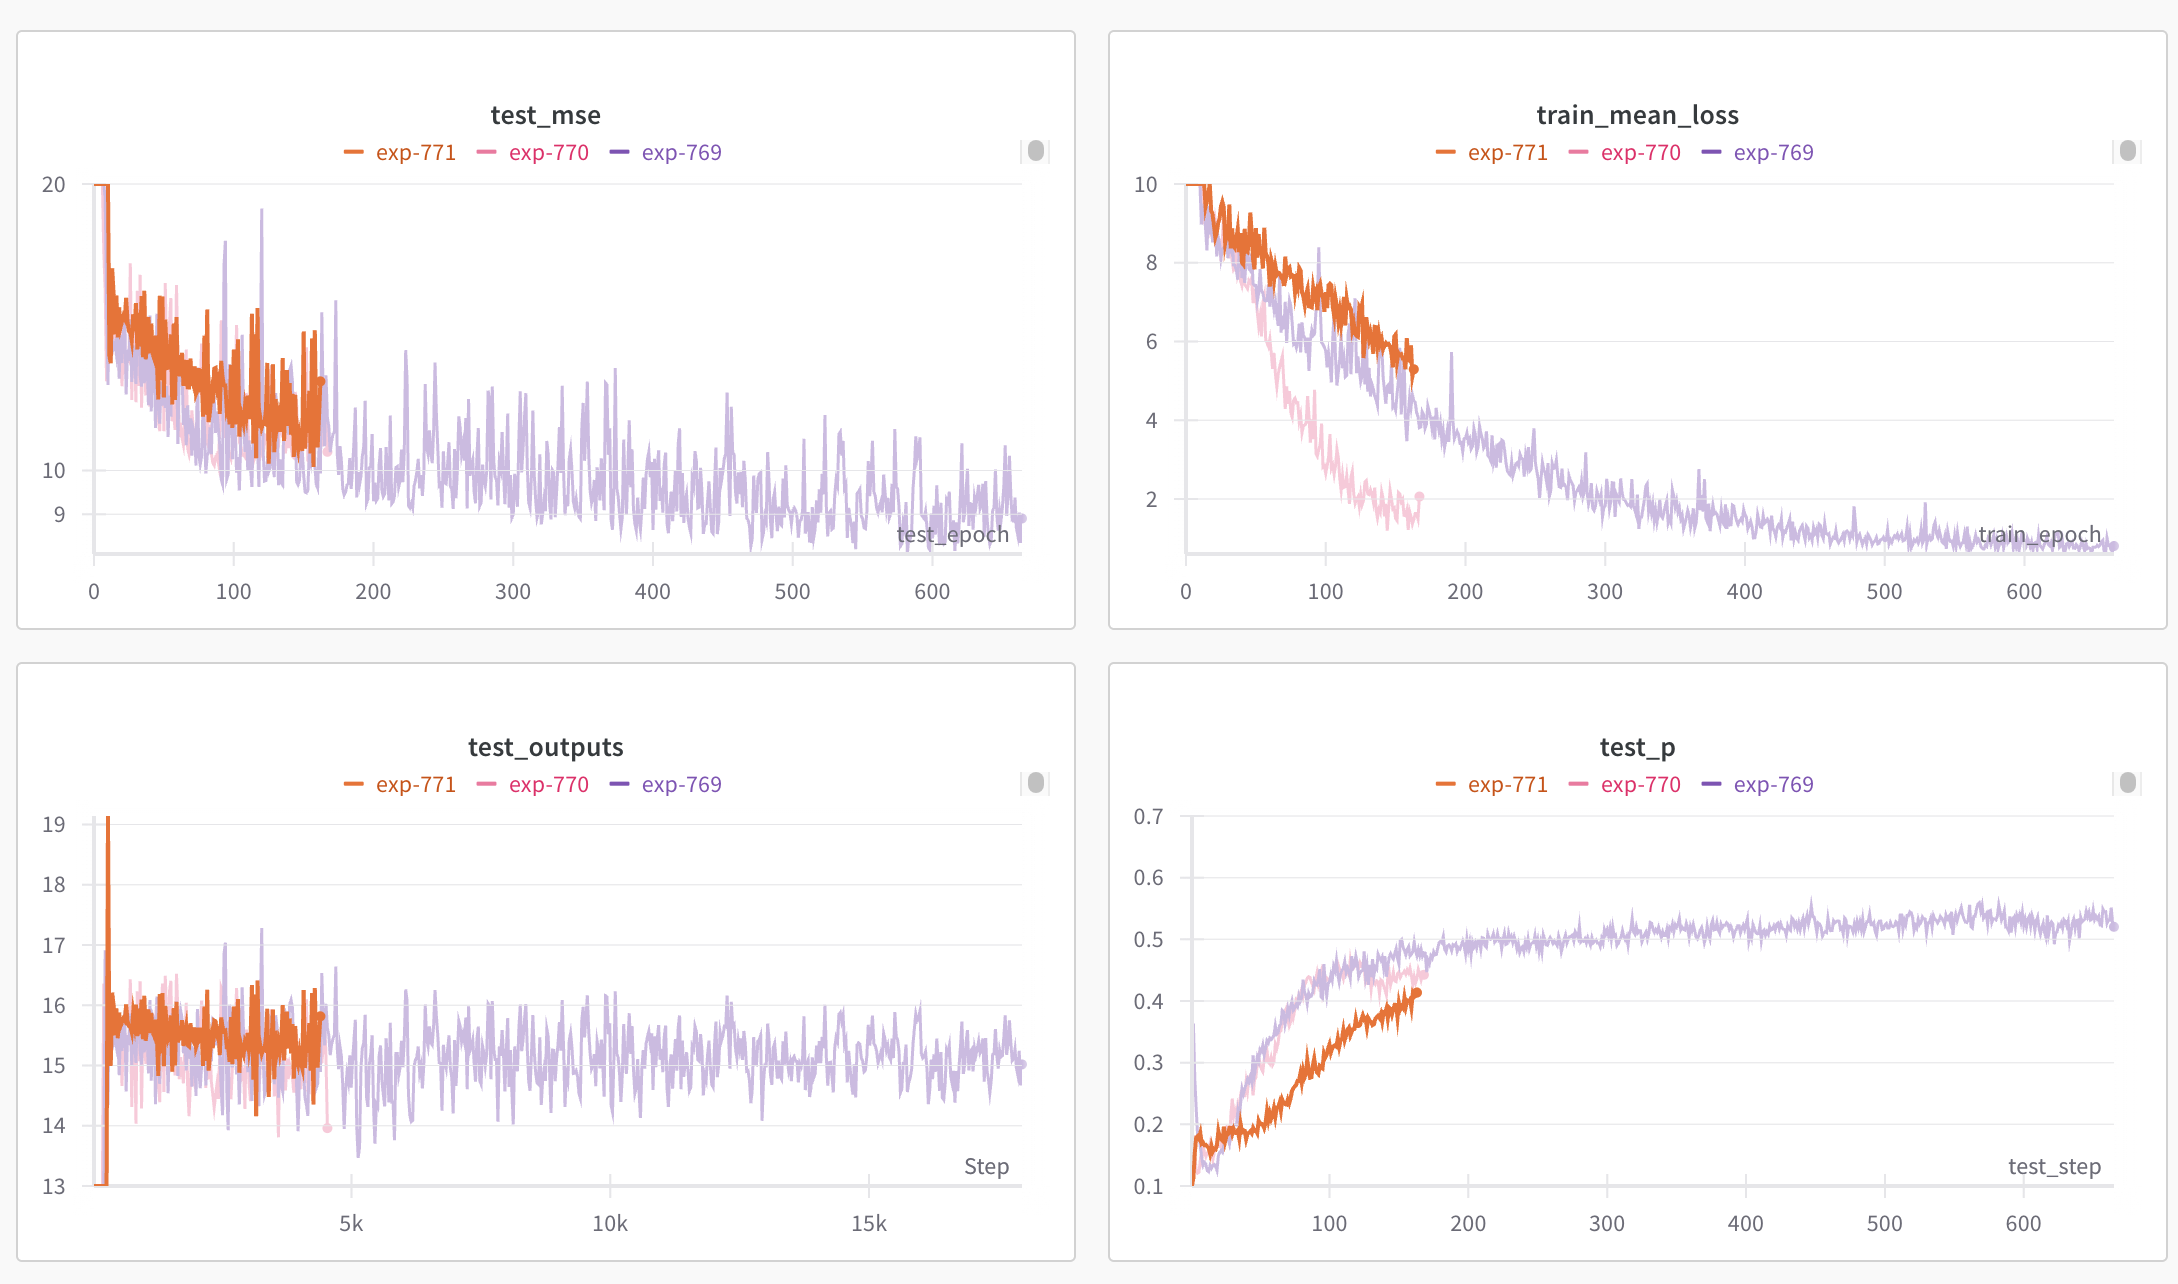 test_mse
exp-771 exp-770 exp-769
20
10
9
test_epoch
0 100 200 300 400 500 600
train_mean_loss
exp-771 exp-770 exp-769
10
8
6
4
2
train_epoch
0 100 200 300 400 500 600
test_outputs
exp-771 exp-770 exp-769
19
18
17
16
15
14
13
Step
5k 10k 15k
test_p
exp-771 exp-770 exp-769
0.7
0.6
0.5
0.4
0.3
0.2
0.1
test_step
100 200 300 400 500 600